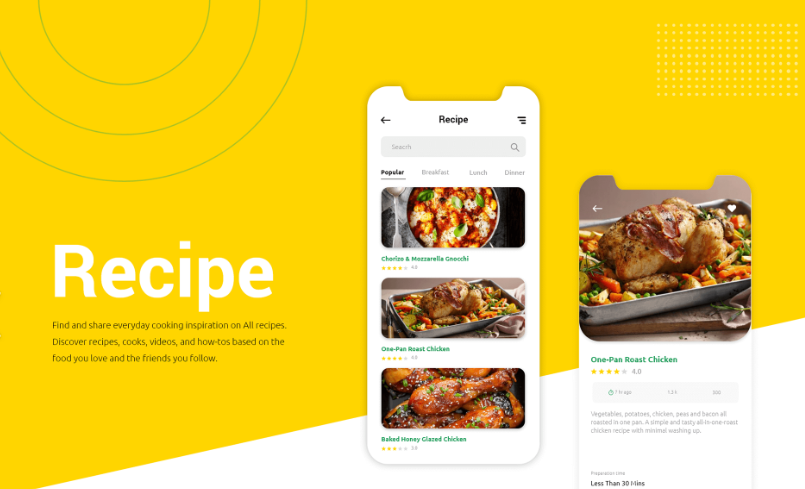 Recipe
Find and share everyday cooking inspiration on All recipes.
Discover recipes, cooks, videos, and how-tos based on the
food you love and the friends you follow.
Recipe
Search
Popular Breakfast Lunch Dinner
Chorizo & Mozzarella Gnocchi
4.0
One-Pan Roast Chicken
4.0
Baked Honey Glazed Chicken
3.8
One-Pan Roast Chicken
4.0
7 hr ago
Vegetables, potatoes, chicken, peas and bacon all
roasted in one pan. A simple and tasty all-in-one-roast
chicken recipe with minimal washing up.
Preparation time
Less Than 30 Mins